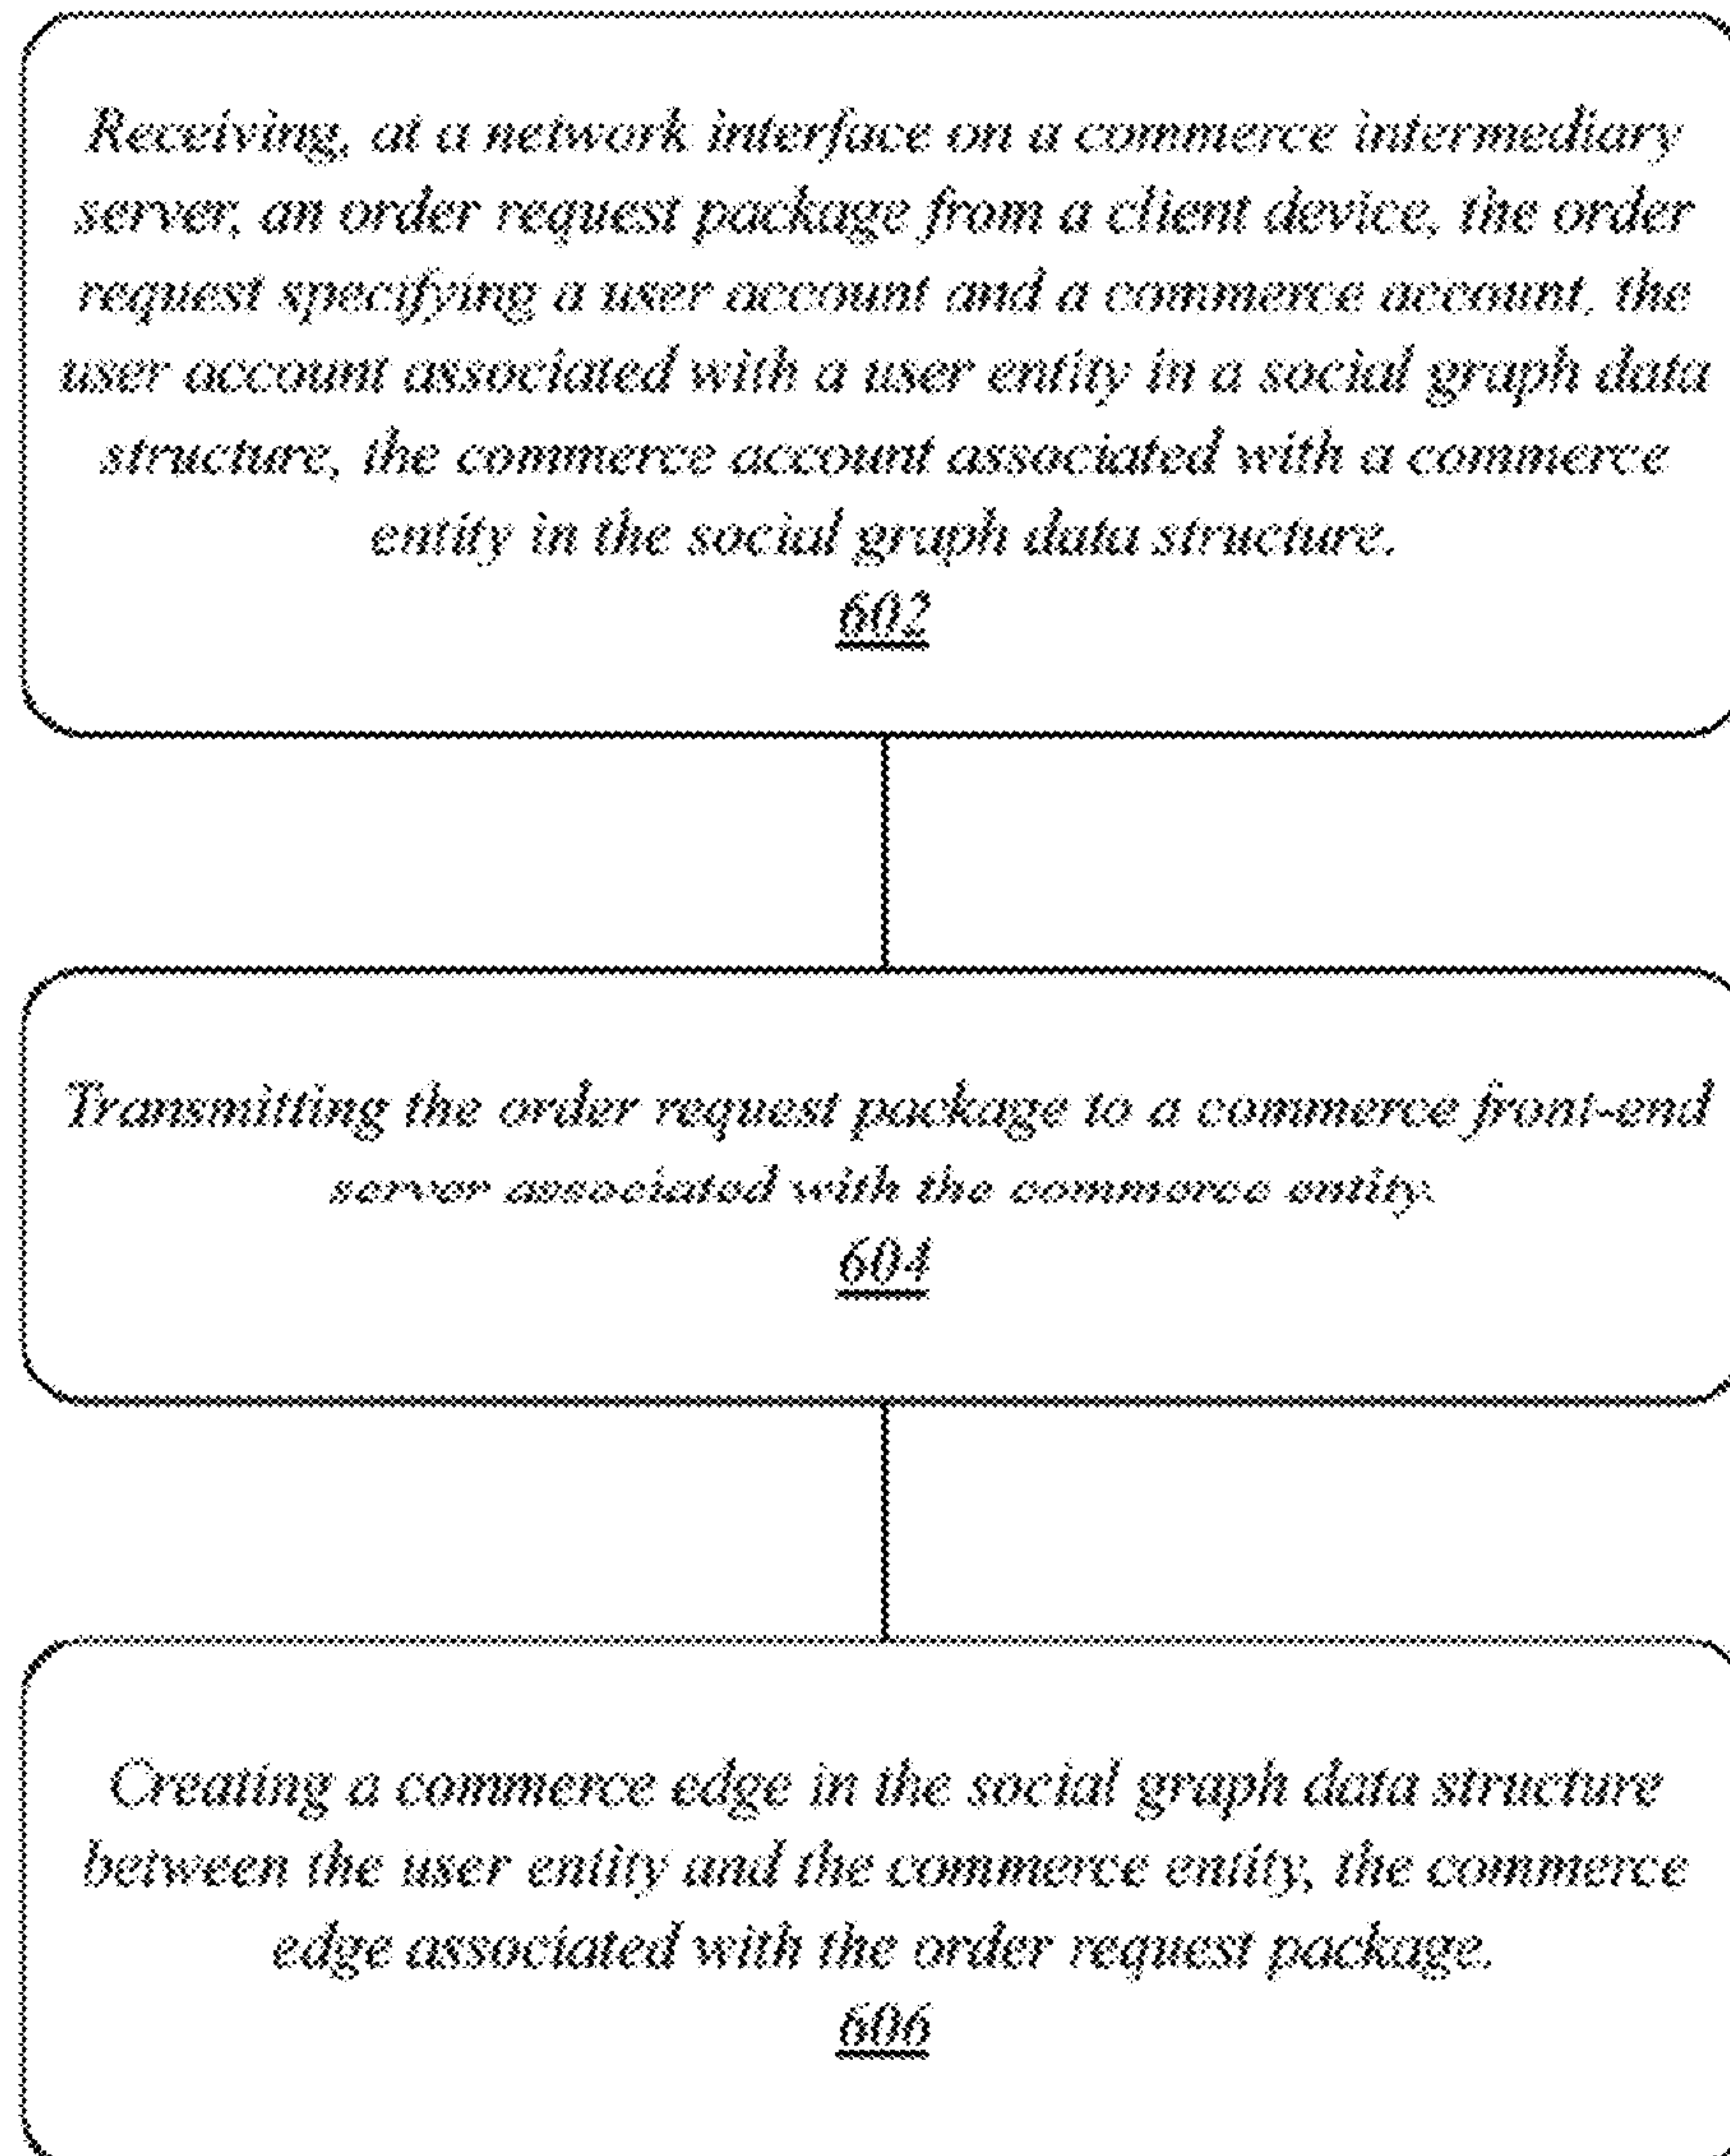 Receiving, at a network interface on a commerce intermediary
server, an order request package from a client device, the order
request specifying a user account and a commerce account, the
user account associated with a user entity in a social graph data
structure, the commerce account associated with a commerce
entity in the social graph data structure.
602
Transmitting the order request package to a commerce front-end
server associated with the commerce entity.
604
Creating a commerce edge in the social graph data structure
between the user entity and the commerce entity, the commerce
edge associated with the order request package.
606